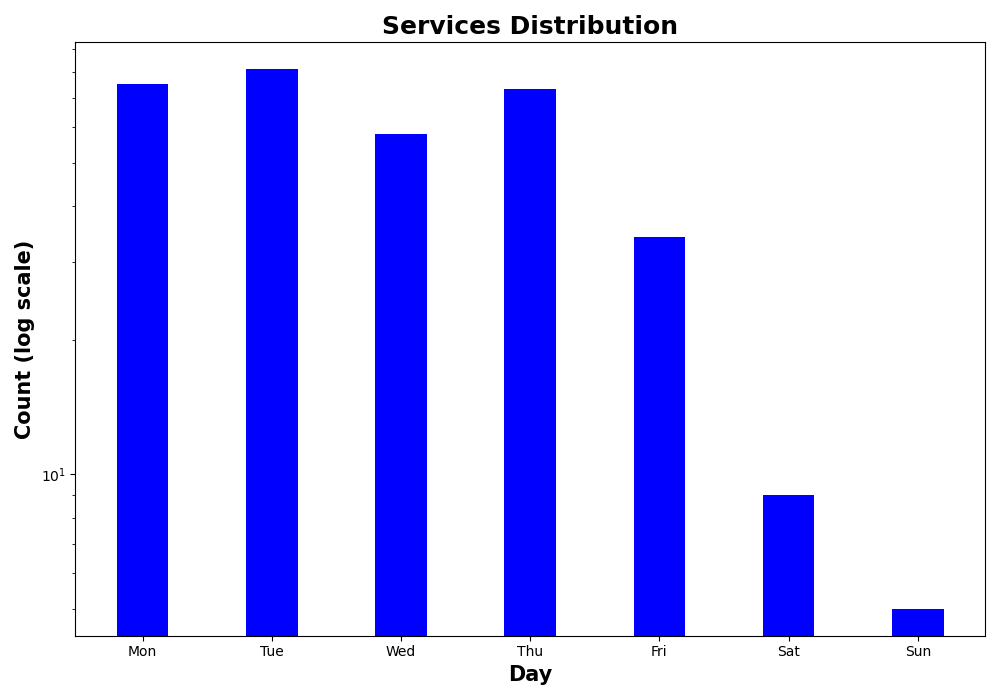 Services Distribution
Count (log scale)
10¹
Mon Tue Wed Thu Fri Sat Sun
Day